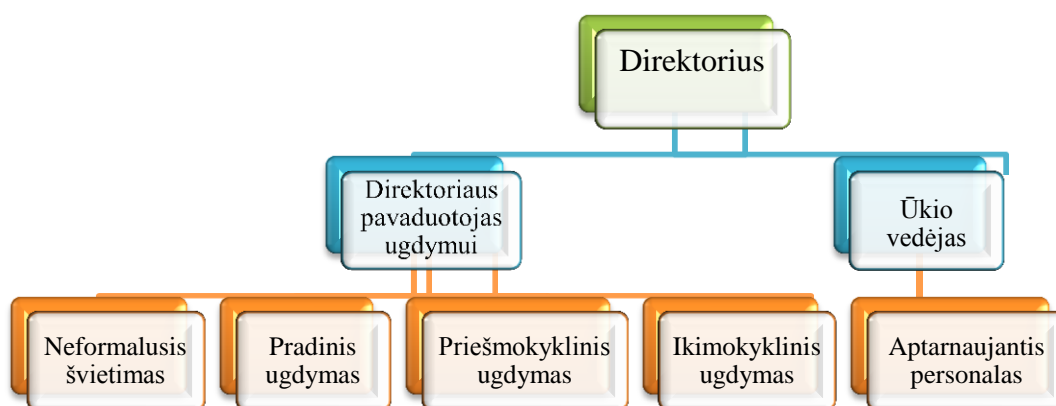 Direktorius
Direktoriaus
pavaduotojas
ugdymui
Ūkio
vedėjas
Neformalusis
švietimas
Pradinis
ugdymas
Priešmokyklinis
ugdymas
Ikimokyklinis
ugdymas
Aptarnaujantis
personalas